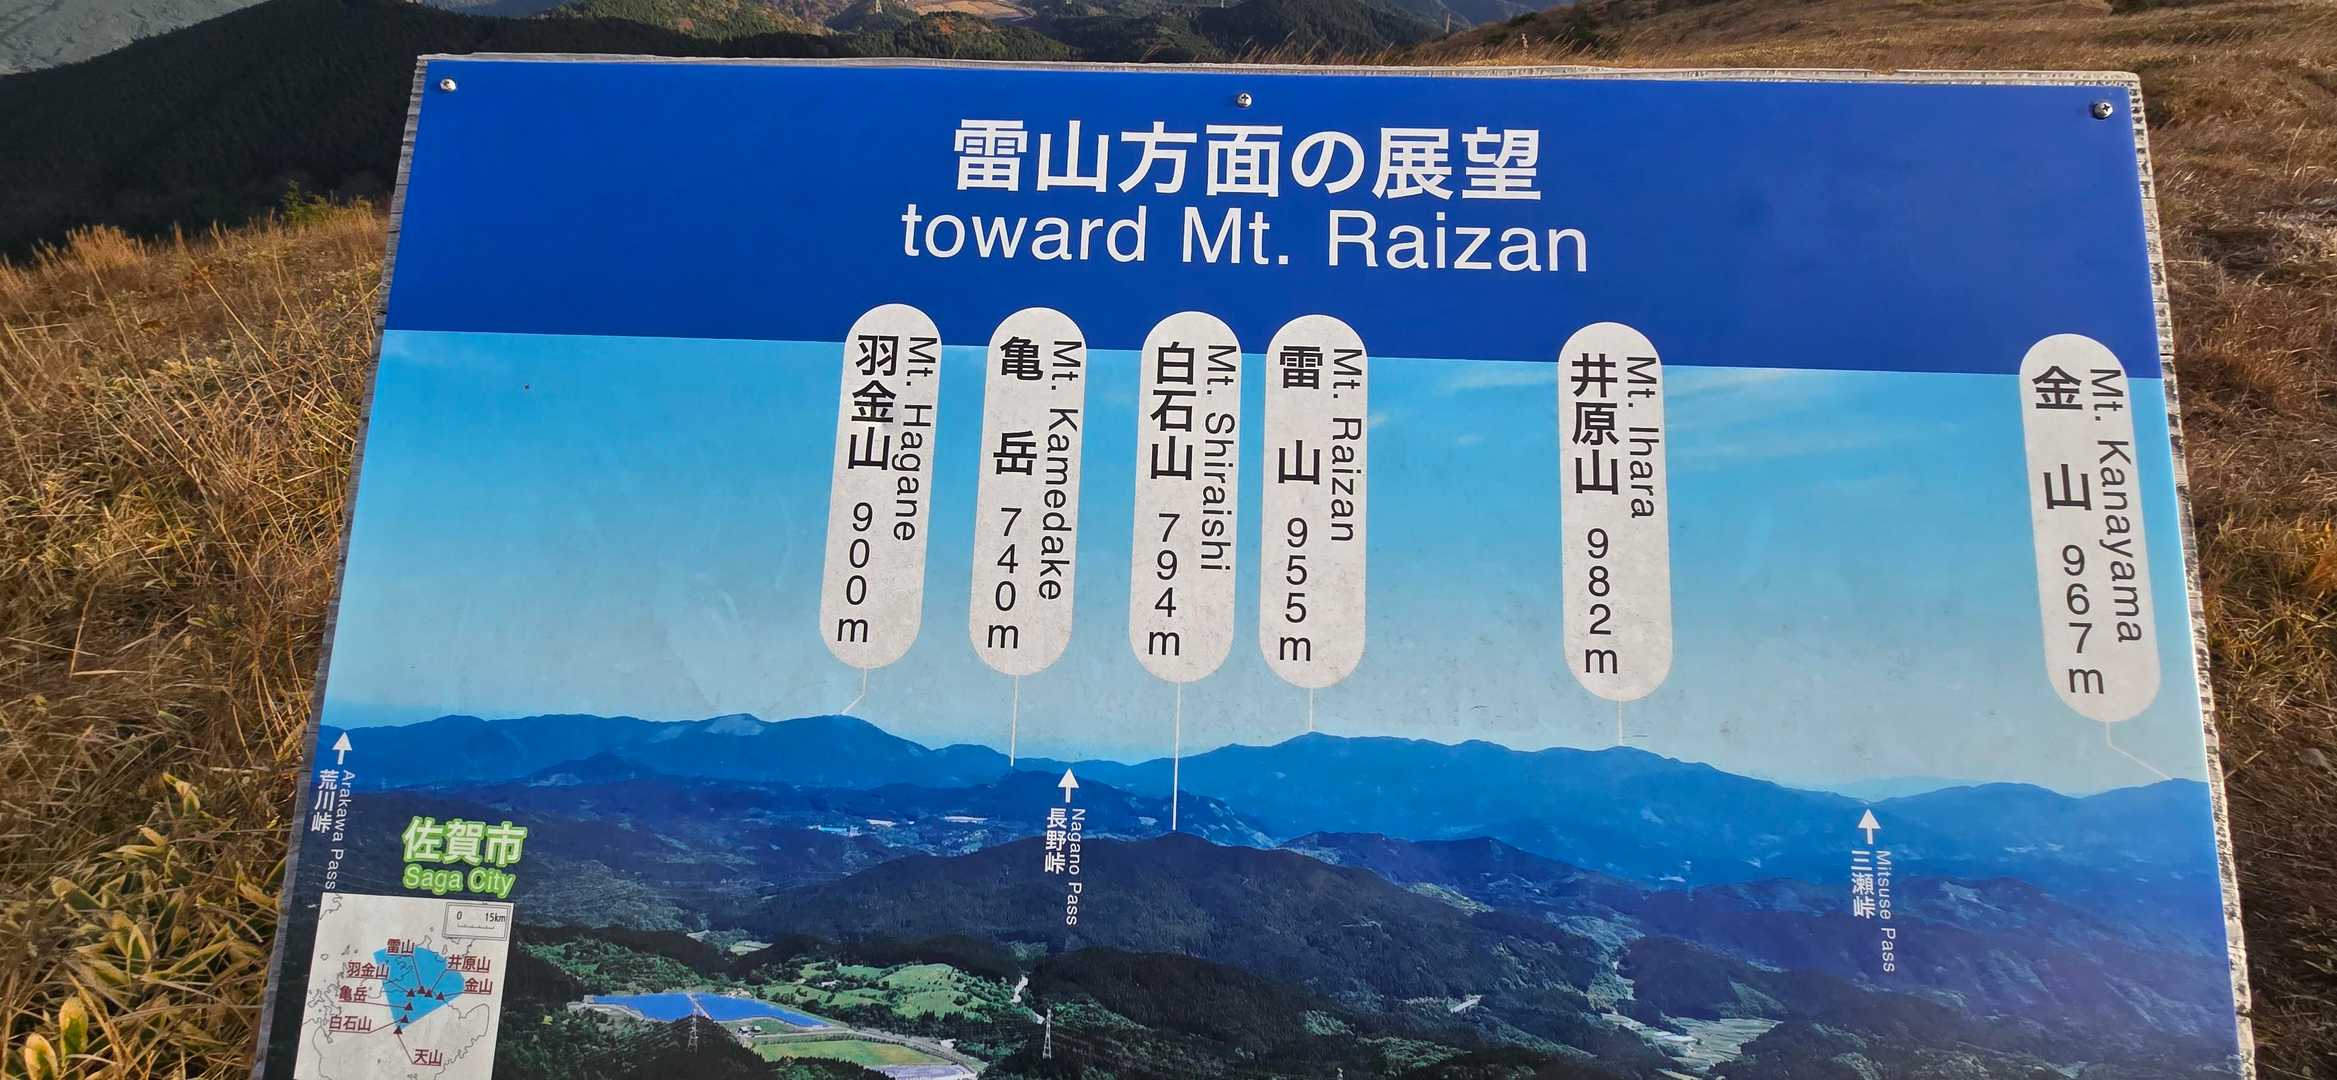 雷山方面の展望
toward Mt. Raizan
羽金山 900m
Mt. Hagane
亀岳 740m
Mt. Kamedake
白石山 794m
Mt. Shiraishi
雷山 955m
Mt. Raizan
井原山 982m
Mt. Ihara
金山 967m
Mt. Kanayama
荒川峠
Arakawa Pass
長野峠
Nagano Pass
三瀬峠
Mitsuse Pass
佐賀市
Saga City
0 15km
雷山
井原山
羽金山
金山
亀岳
白石山
天山